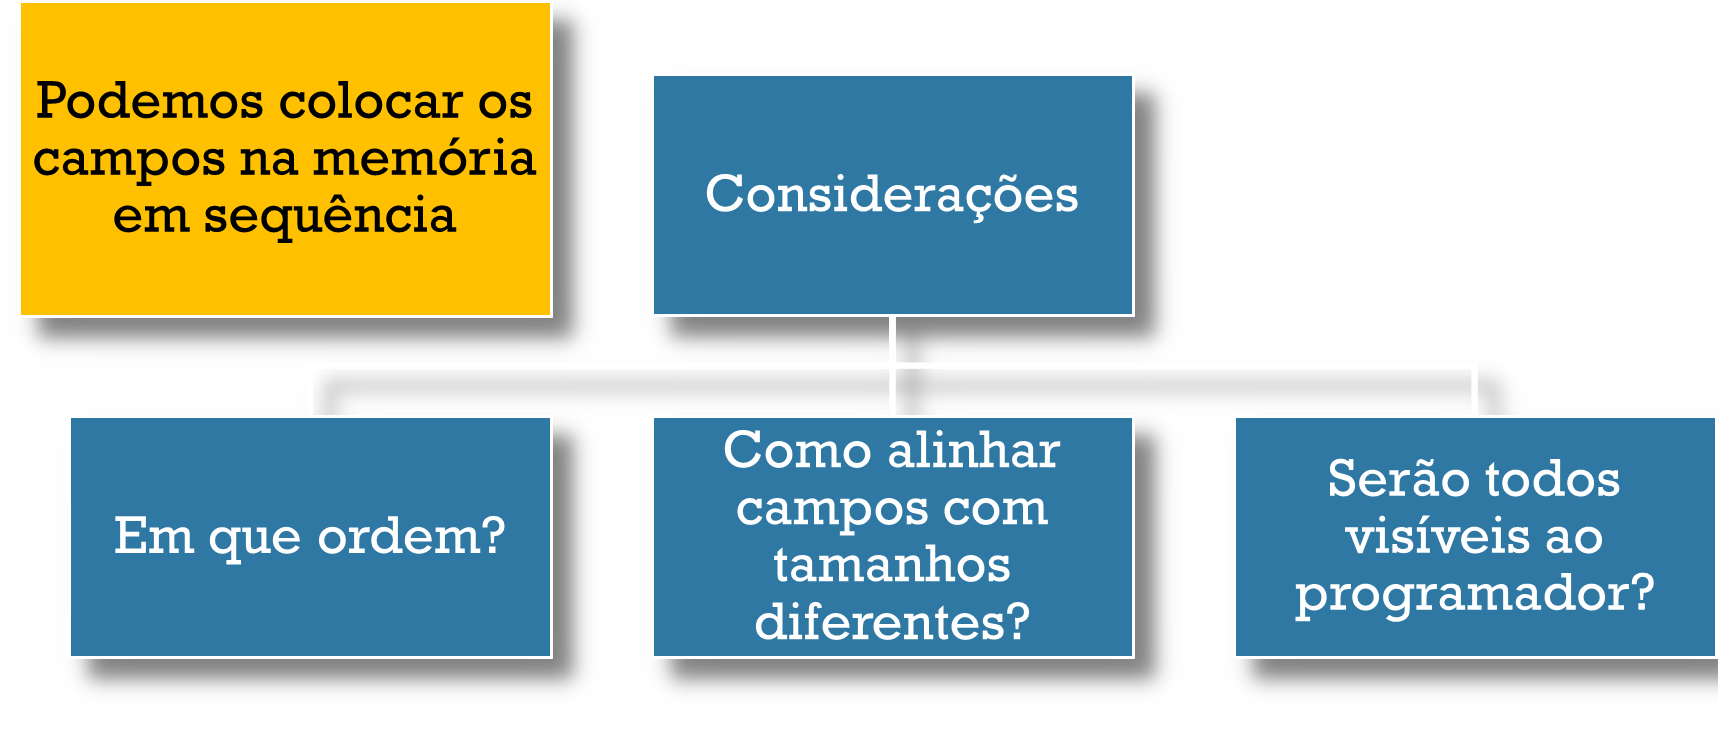 Podemos colocar os
campos na memória
em sequência
Considerações
Em que ordem?
Como alinhar
campos com
tamanhos
diferentes?
Serão todos
visíveis ao
programador?